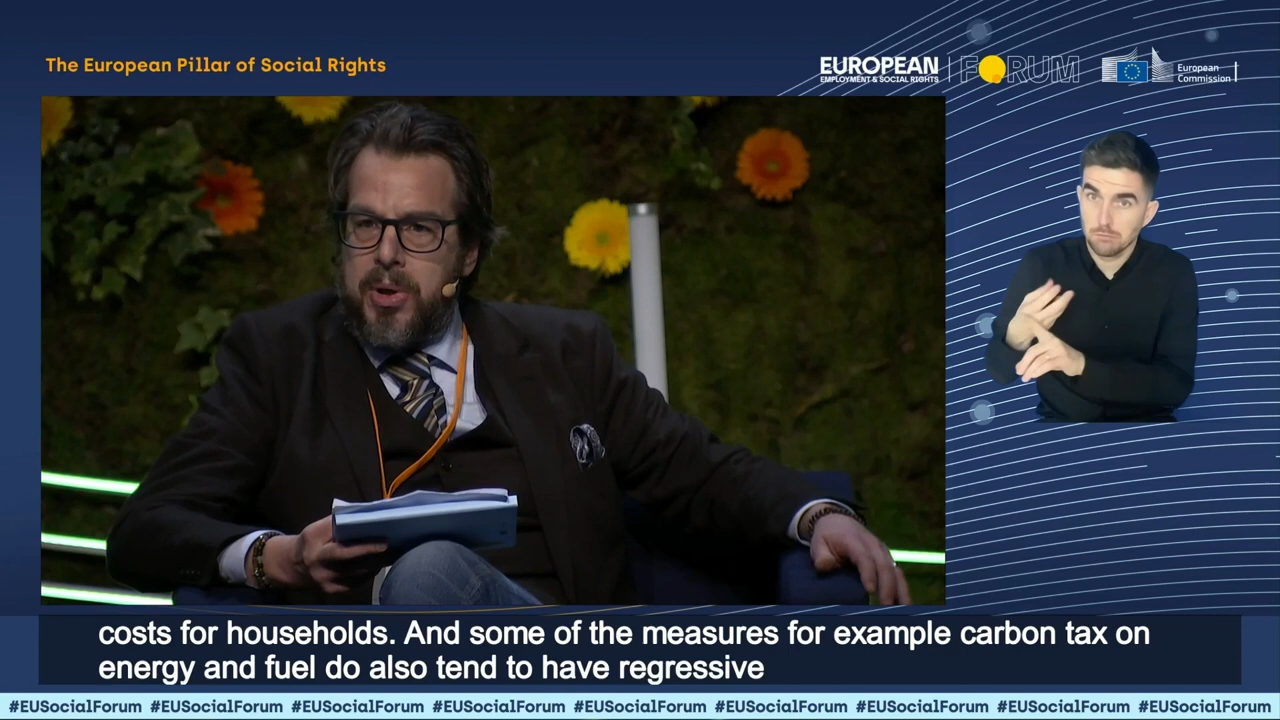 The European Pillar of Social Rights
EUROPEAN
EMPLOYMENT & SOCIAL RIGHTS
FORUM
European
Commission
costs for households. And some of the measures for example carbon tax on
energy and fuel do also tend to have regressive
#EUSocialForum #EUSocialForum #EUSocialForum #EUSocialForum #EUSocialForum #EUSocialForum #EUSocialForum #EUSocialForum #EUSocialForum